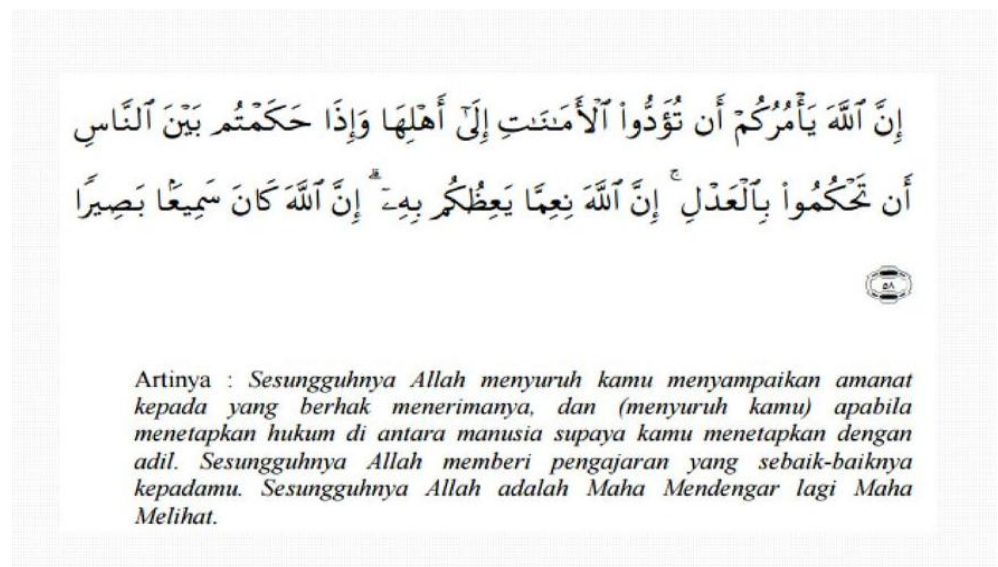 إِنَّ ٱللَّهَ يَأْمُرُكُمْ أَن تُؤَدُّوا۟ ٱلْأَمَـٰنَـٰتِ إِلَىٰٓ أَهْلِهَا وَإِذَا حَكَمْتُم بَيْنَ ٱلنَّاسِ
أَن تَحْكُمُوا۟ بِٱلْعَدْلِ ۚ إِنَّ ٱللَّهَ نِعِمَّا يَعِظُكُم بِهِۦٓ ۗ إِنَّ ٱللَّهَ كَانَ سَمِيعًۢا بَصِيرًا
٥٨
Artinya : Sesungguhnya Allah menyuruh kamu menyampaikan amanat
kepada yang berhak menerimanya, dan (menyuruh kamu) apabila
menetapkan hukum di antara manusia supaya kamu menetapkan dengan
adil. Sesungguhnya Allah memberi pengajaran yang sebaik-baiknya
kepadamu. Sesungguhnya Allah adalah Maha Mendengar lagi Maha
Melihat.